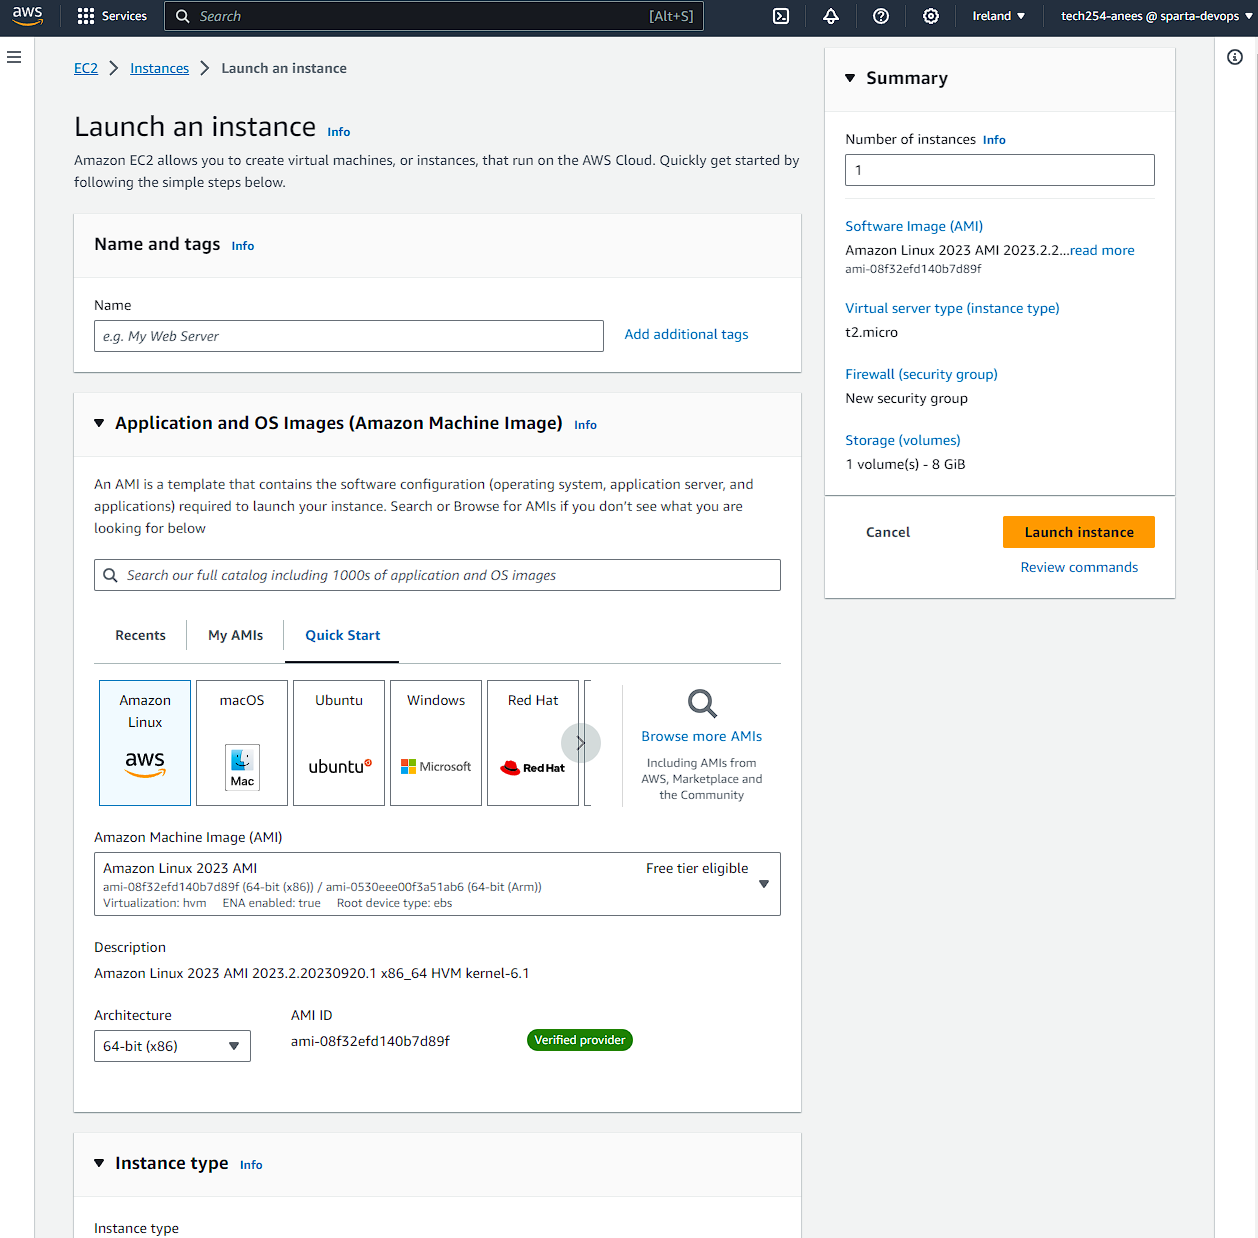 aws
Services
Search
[Alt+S]
Ireland
tech254-anees @ sparta-devops
EC2
Instances
Launch an instance
Launch an instance Info
Amazon EC2 allows you to create virtual machines, or instances, that run on the AWS Cloud. Quickly get started by
following the simple steps below.
Name and tags Info
Name
e.g. My Web Server
Add additional tags
Application and OS Images (Amazon Machine Image) Info
An AMI is a template that contains the software configuration (operating system, application server, and
applications) required to launch your instance. Search or Browse for AMIs if you don't see what you are
looking for below
Search our full catalog including 1000s of application and OS images
Recents
My AMIs
Quick Start
Amazon
Linux
aws
macOS
Mac
Ubuntu
ubuntu
Windows
Microsoft
Red Hat
Red Hat
Browse more AMIs
Including AMIs from
AWS, Marketplace and
the Community
Amazon Machine Image (AMI)
Amazon Linux 2023 AMI
Free tier eligible
ami-08f32efd140b7d89f (64-bit (x86)) / ami-0530eee00f3a51ab6 (64-bit (Arm))
Virtualization: hvm ENA enabled: true Root device type: ebs
Description
Amazon Linux 2023 AMI 2023.2.20230920.1 x86_64 HVM kernel-6.1
Architecture
64-bit (x86)
AMI ID
ami-08f32efd140b7d89f
Verified provider
Instance type Info
Instance type
Summary
Number of instances Info
1
Software Image (AMI)
Amazon Linux 2023 AMI 2023.2.2...read more
ami-08f32efd140b7d89f
Virtual server type (instance type)
t2.micro
Firewall (security group)
New security group
Storage (volumes)
1 volume(s) - 8 GiB
Cancel
Launch instance
Review commands